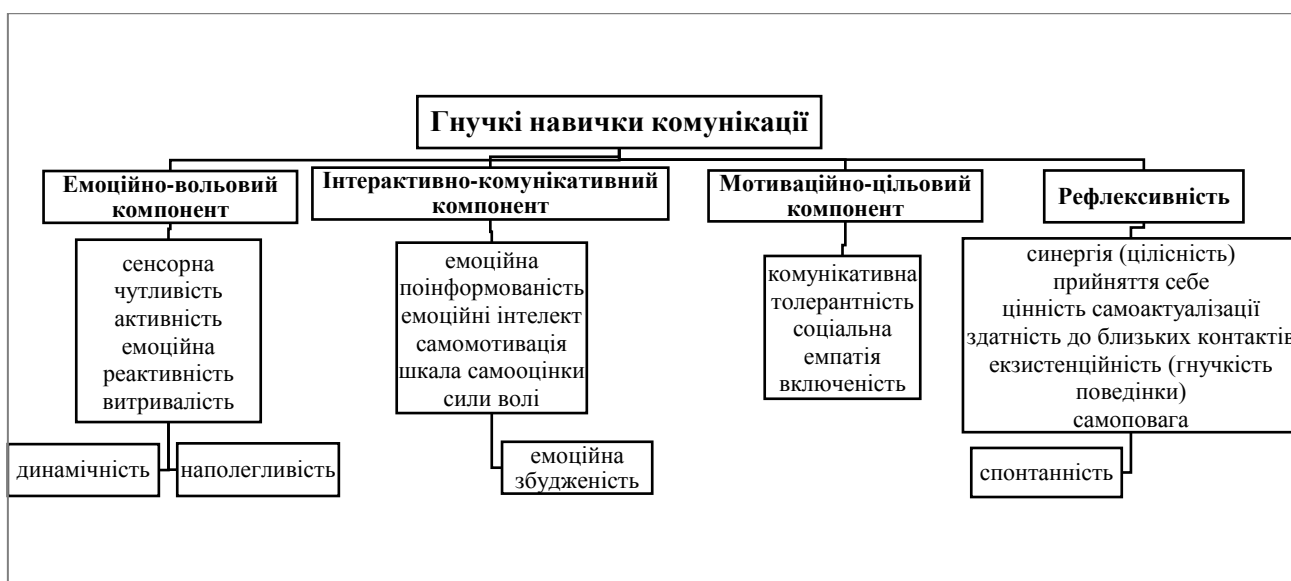 Гнучкі навички комунікації
Емоційно-вольовий
компонент
сенсорна
чутливість
активність
емоційна
реактивність
витривалість
динамічність
наполегливість
Інтерактивно-комунікативний
компонент
емоційна
поінформованість
емоційні інтелект
самомотивація
шкала самооцінки
сили волі
емоційна
збудженість
Мотиваційно-цільовий
компонент
комунікативна
толерантність
соціальна
емпатія
включеність
Рефлексивність
синергія (цілісність)
прийняття себе
цінність самоактуалізації
здатність до близьких контактів
екзистенційність (гнучкість
поведінки)
самоповага
спонтанність